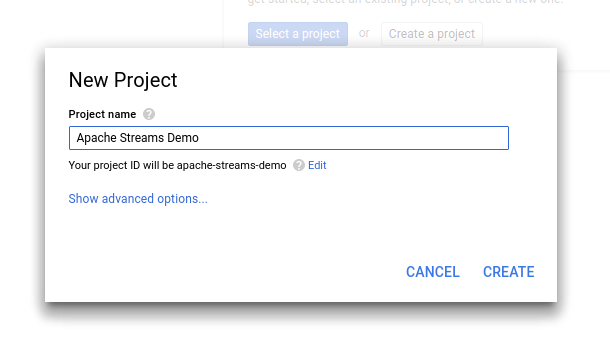 get started, select an existing project, or create a new one.
Select a project or Create a project
New Project
Project name ?
Apache Streams Demo
Your project ID will be apache-streams-demo ? Edit
Show advanced options...
CANCEL CREATE